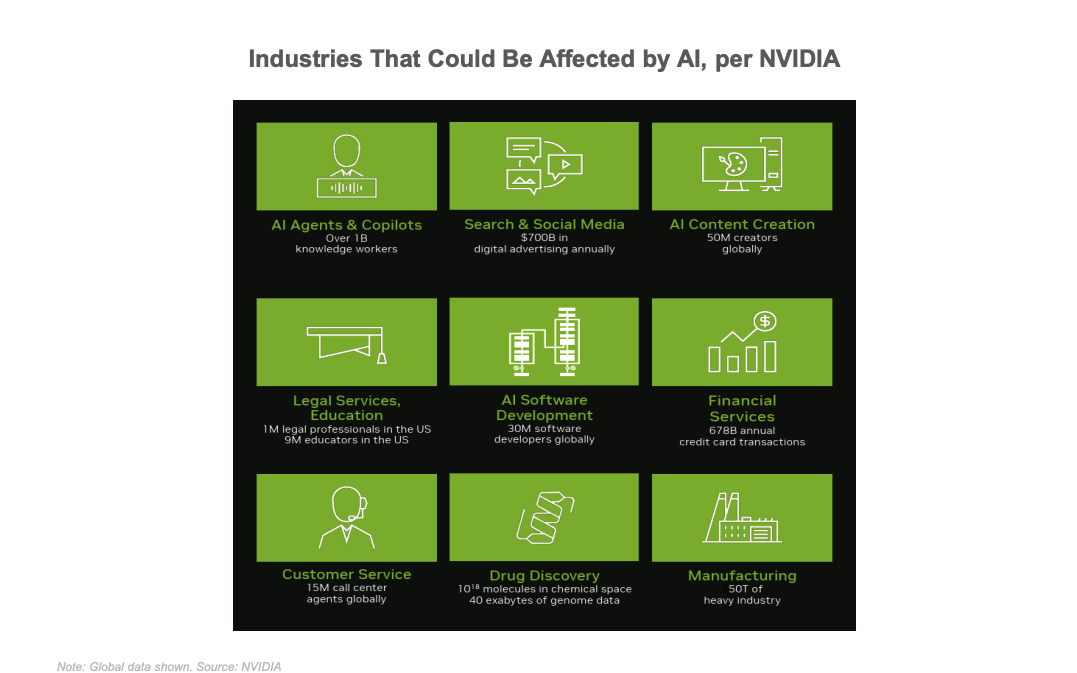 Industries That Could Be Affected by AI, per NVIDIA
AI Agents & Copilots
Over 1B
knowledge workers
Search & Social Media
$700B in
digital advertising annually
AI Content Creation
50M creators
globally
Legal Services,
Education
1M legal professionals in the US
9M educators in the US
AI Software
Development
30M software
developers globally
Financial
Services
678B annual
credit card transactions
Customer Service
15M call center
agents globally
Drug Discovery
10¹⁸ molecules in chemical space
40 exabytes of genome data
Manufacturing
50T of
heavy industry
Note: Global data shown. Source: NVIDIA